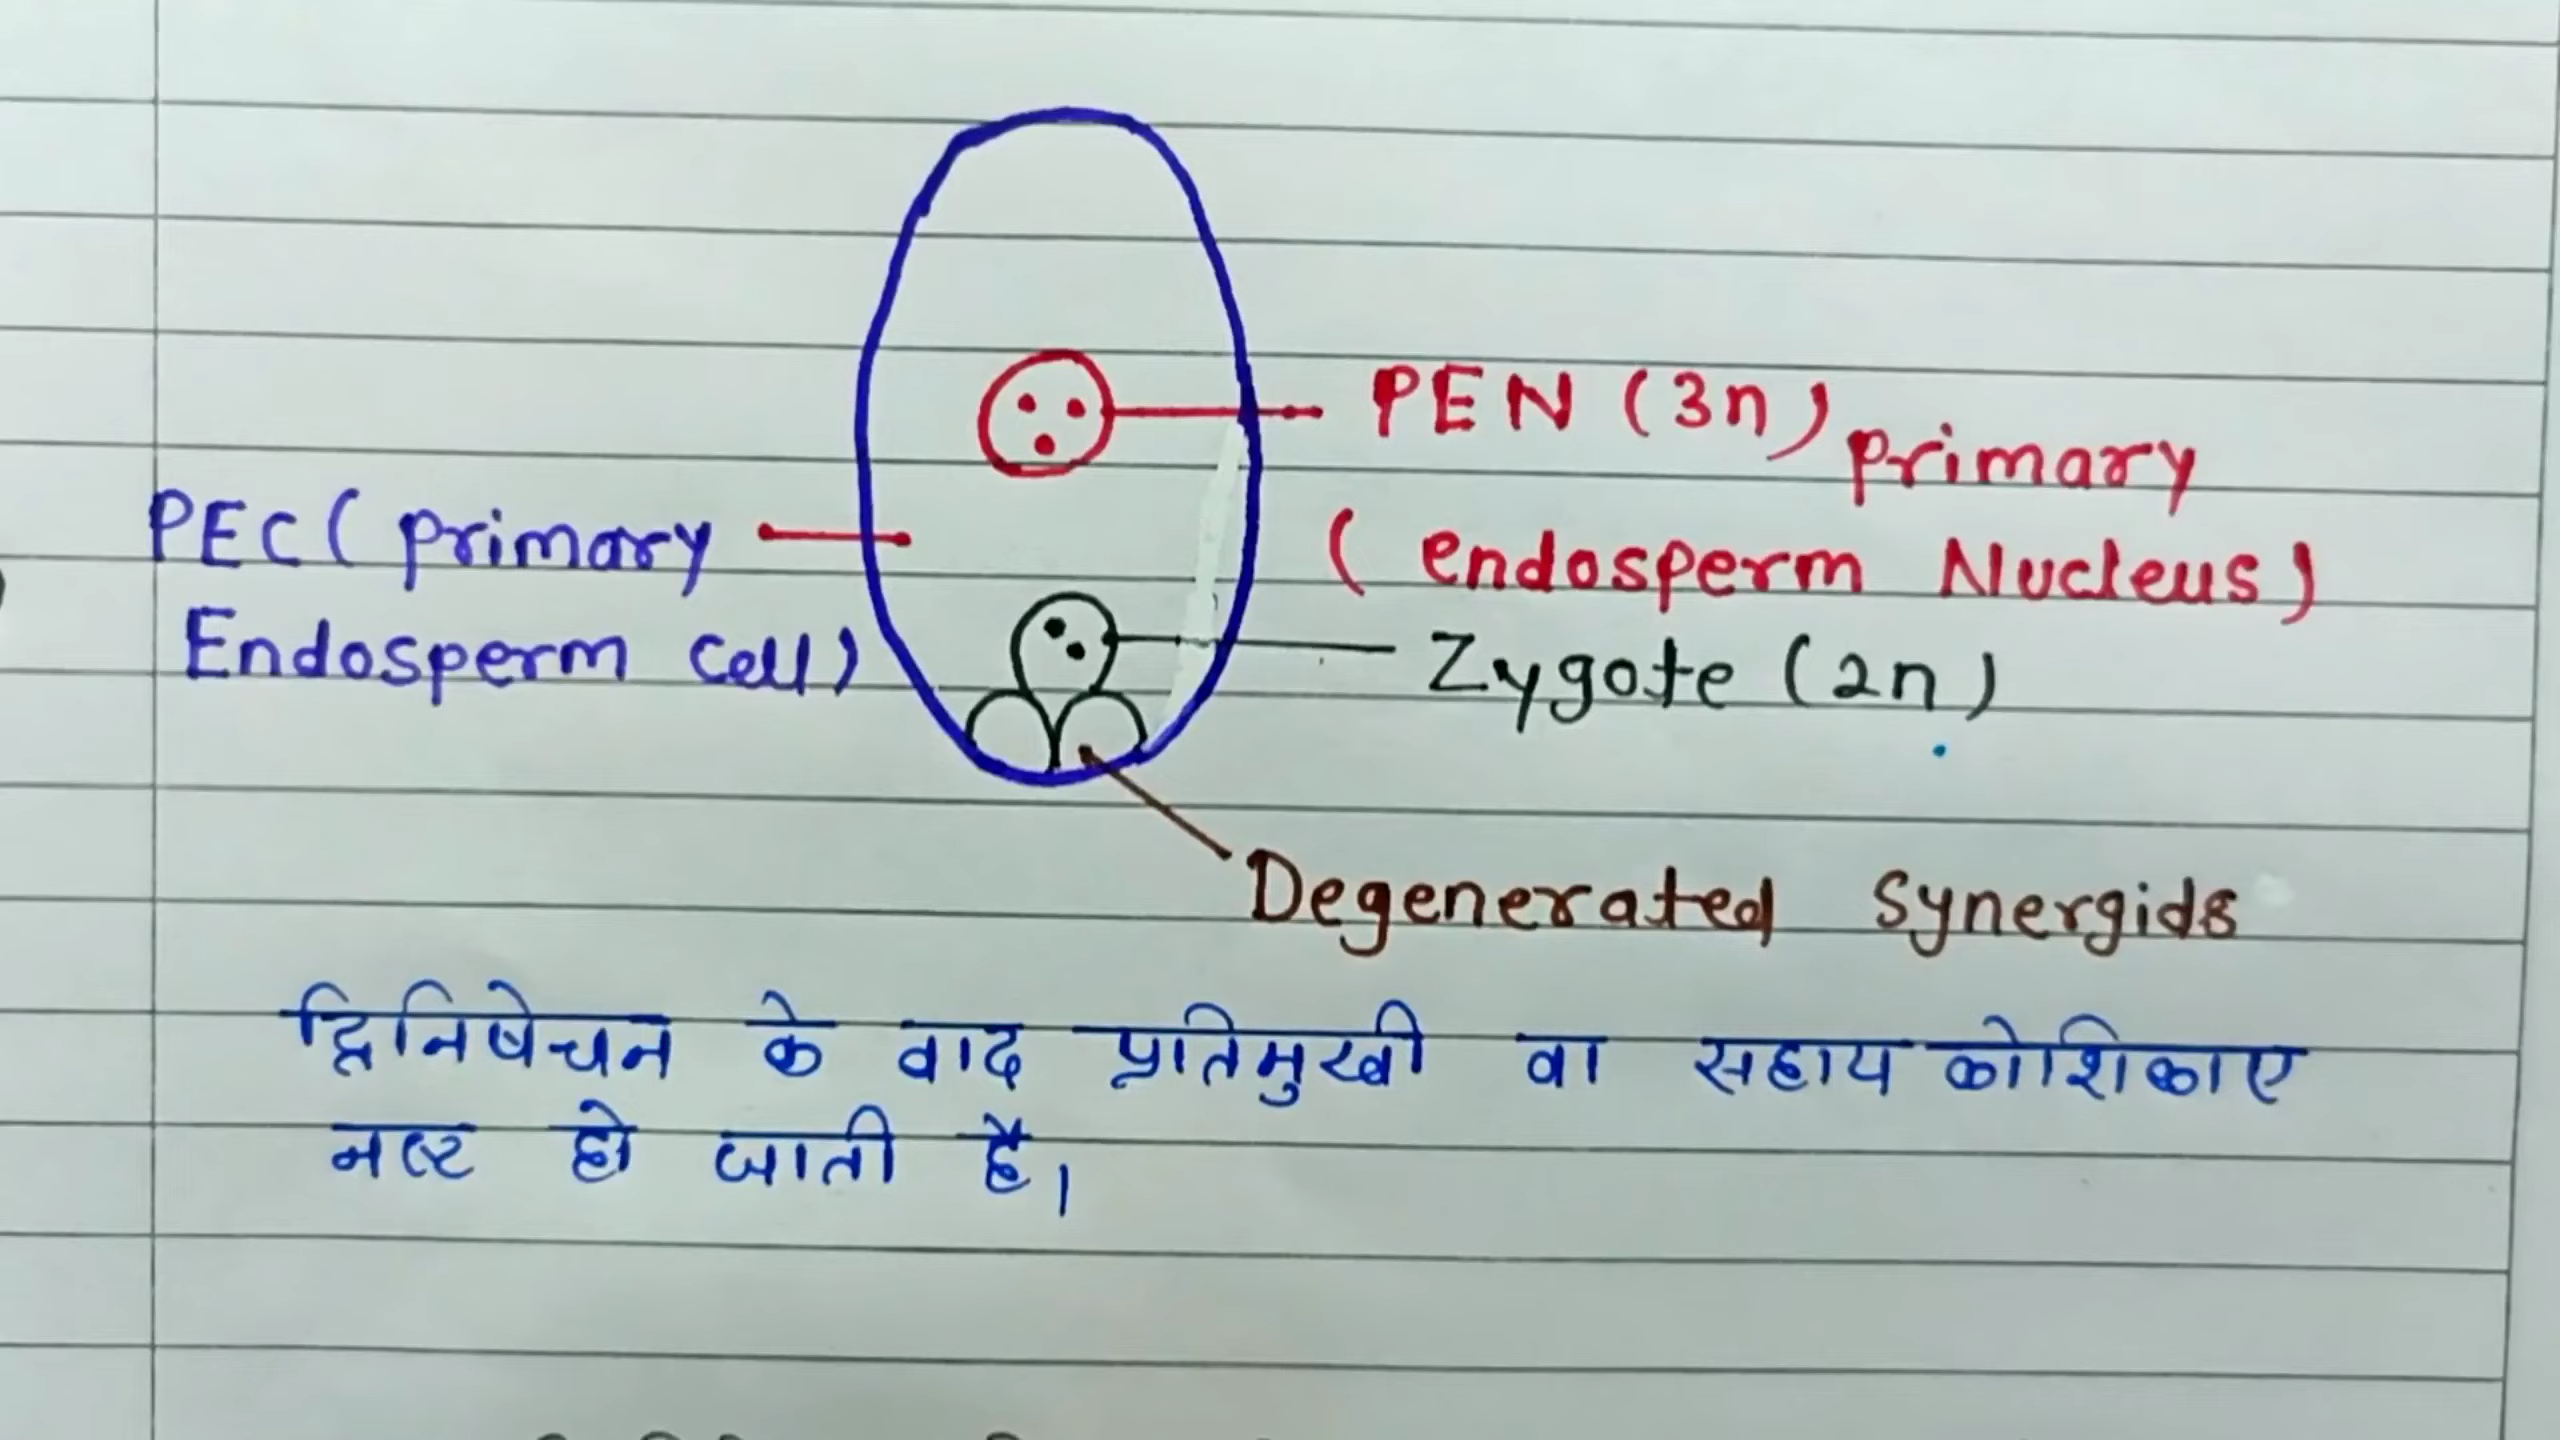 PEN (3n)
primary
( endosperm Nucleus)
PEC ( primary
Endosperm Cell)
Zygote (2n)
Degenerated Synergids
द्विनिषेचन के वाद प्रतिमुखी वा सहाय कोशिकाए
नष्ट हो जाती है।